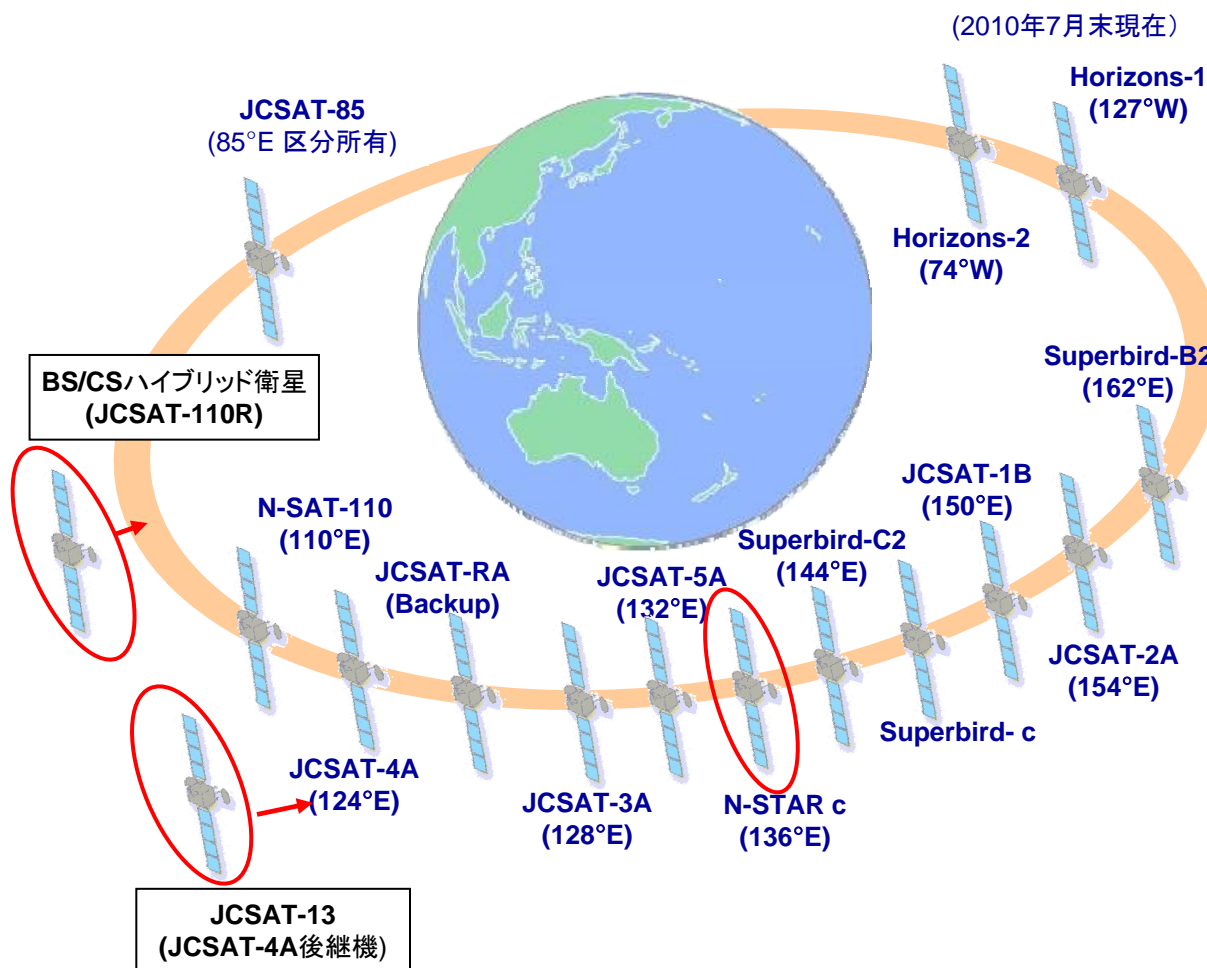 (2010年7月末現在）
Horizons-1
(127°W)
JCSAT-85
(85°E 区分所有)
Horizons-2
(74°W)
BS/CSハイブリッド衛星
(JCSAT-110R)
Superbird-B2
(162°E)
JCSAT-1B
(150°E)
N-SAT-110
(110°E)
Superbird-C2
(144°E)
JCSAT-RA
(Backup)
JCSAT-5A
(132°E)
JCSAT-2A
(154°E)
Superbird- c
JCSAT-4A
(124°E)
JCSAT-3A
(128°E)
N-STAR c
(136°E)
JCSAT-13
(JCSAT-4A後継機)